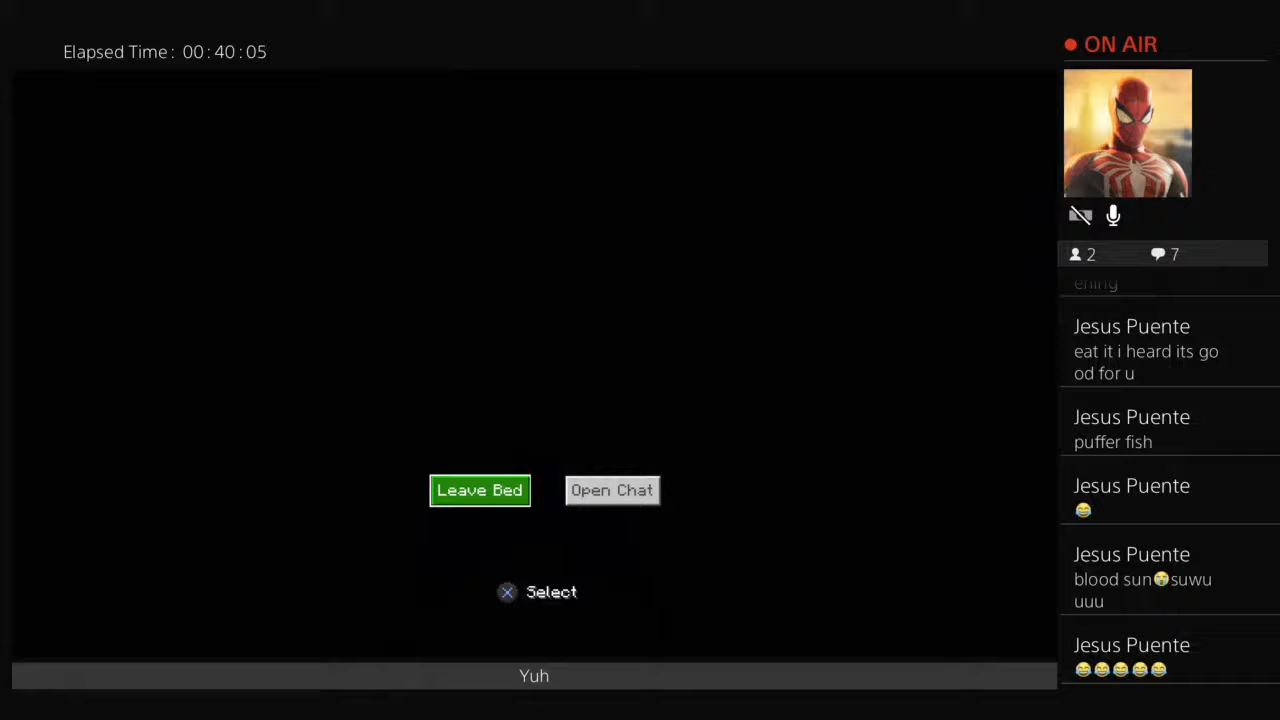 Elapsed Time: 00:40:05
ON AIR
2 7
ening
Jesus Puente
eat it i heard its go
od for u
Jesus Puente
puffer fish
Jesus Puente
😂
Jesus Puente
blood sun😭suwu
uuu
Jesus Puente
😂😂😂😂😂
Leave Bed Open Chat
Select
Yuh